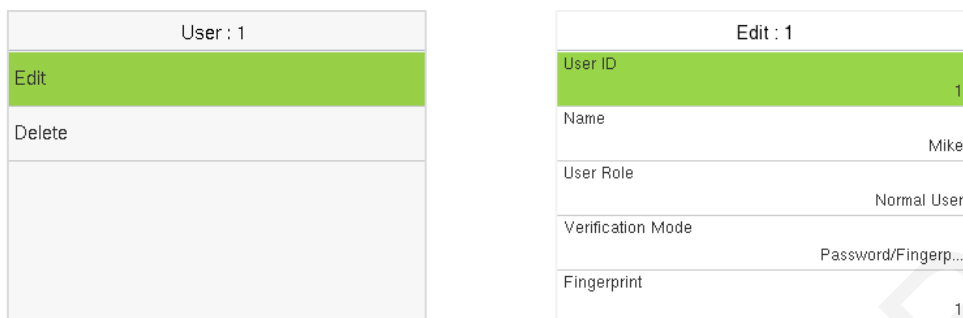 User : 1
Edit
Delete
Edit : 1
User ID
1
Name
Mike
User Role
Normal User
Verification Mode
Password/Fingerp...
Fingerprint
1